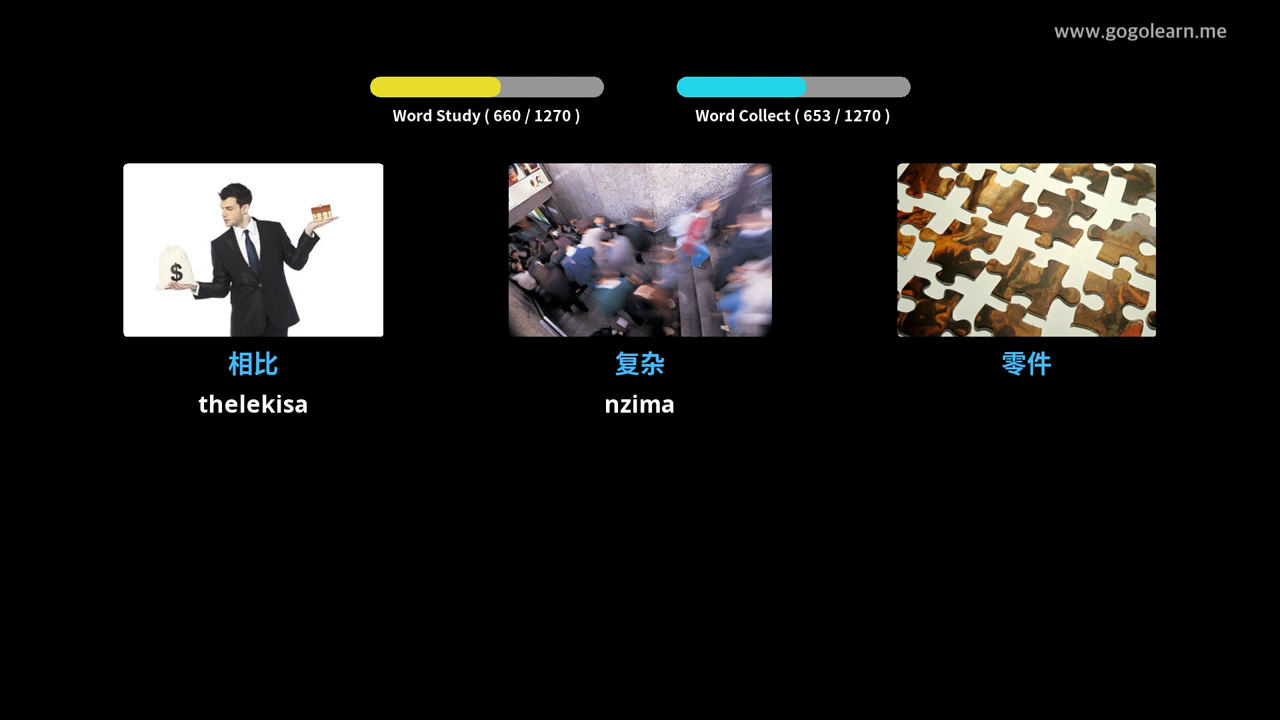 www.gogolearn.me
Word Study ( 660 / 1270 )
Word Collect ( 653 / 1270 )
$
相比
复杂
零件
thelekisa
nzima